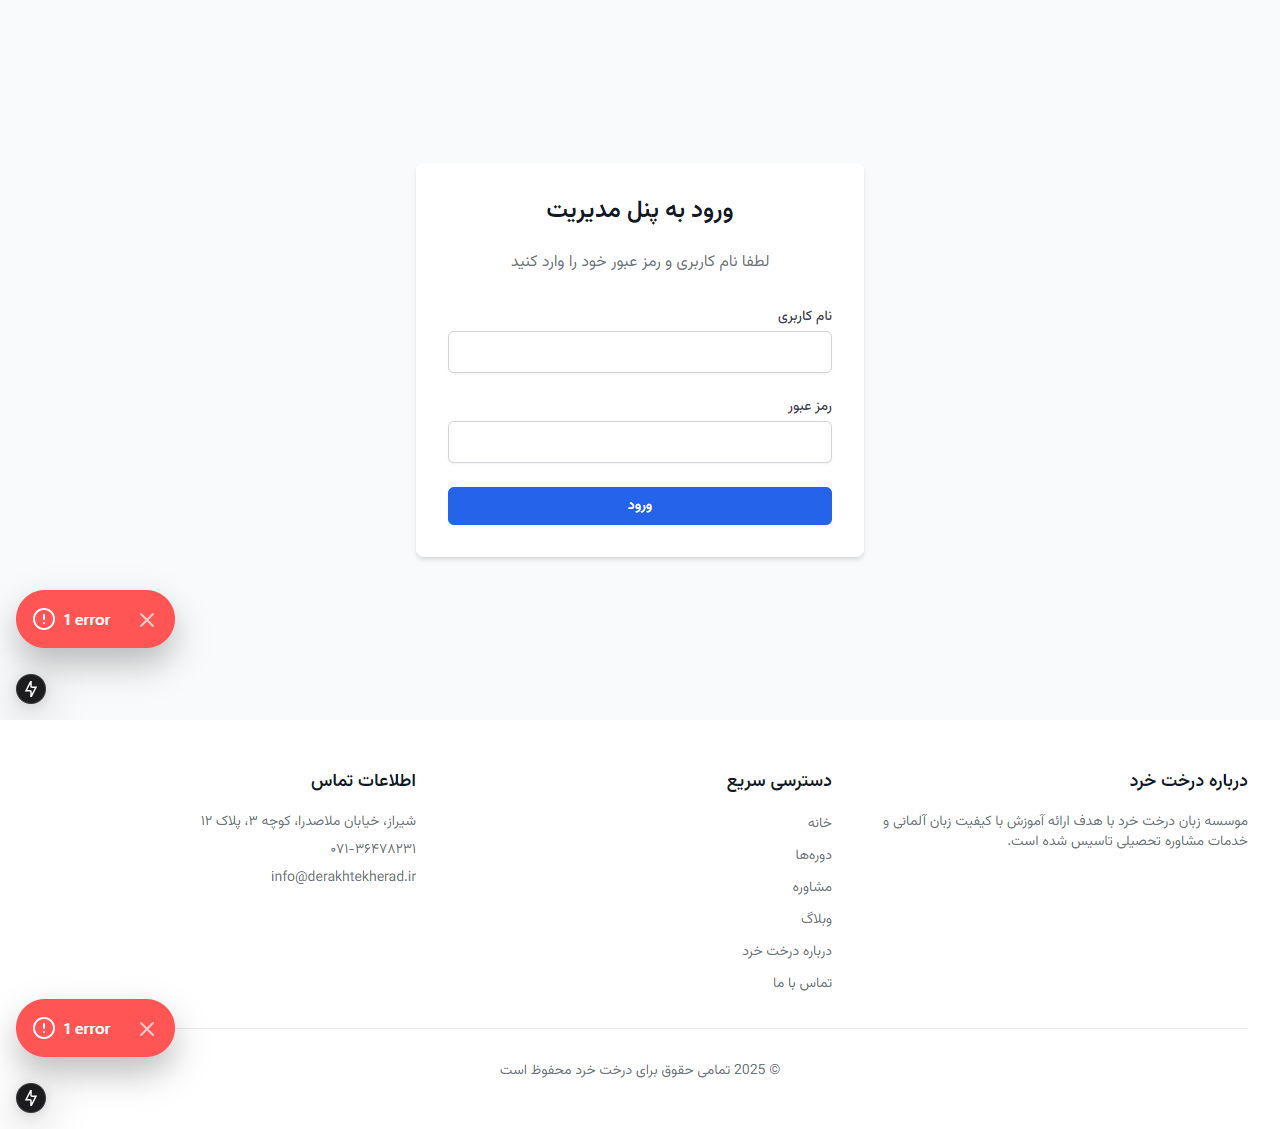 ورود به پنل مدیریت
لطفا نام کاربری و رمز عبور خود را وارد کنید
نام کاربری
رمز عبور
ورود
1 error
درباره درخت خرد
موسسه زبان درخت خرد با هدف ارائه آموزش با کیفیت زبان آلمانی و
خدمات مشاوره تحصیلی تاسیس شده است.
دسترسی سریع
خانه
دوره‌ها
مشاوره
وبلاگ
درباره درخت خرد
تماس با ما
اطلاعات تماس
شیراز، خیابان ملاصدرا، کوچه ۳، پلاک ۱۲
۰۷۱-۳۶۴۷۸۲۳۱
info@derakhtekherad.ir
1 error
© 2025 تمامی حقوق برای درخت خرد محفوظ است